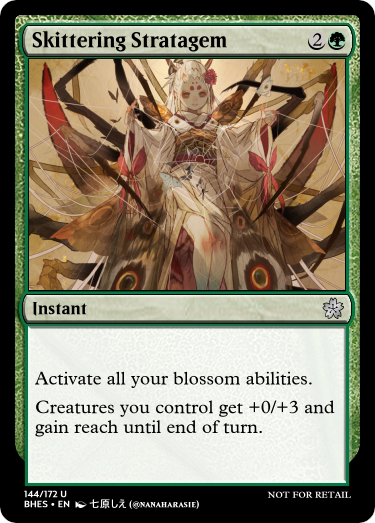 Skittering Stratagem 2
Instant
Activate all your blossom abilities.
Creatures you control get +0/+3 and
gain reach until end of turn.
144/172 U
BHES • EN 七原しえ (@NANAHARASIE)
NOT FOR RETAIL